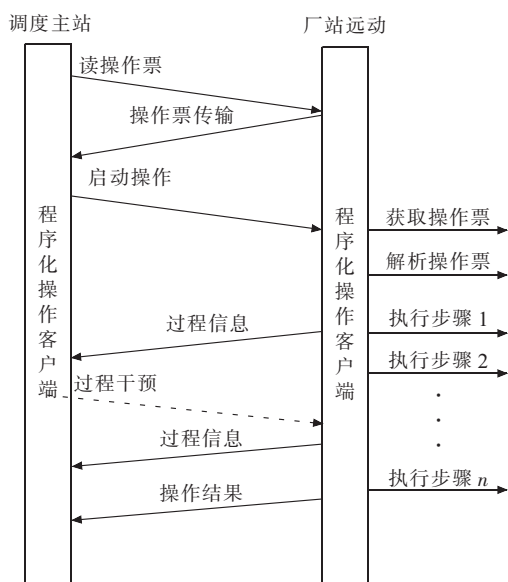 调度主站
厂站远动
读操作票
操作票传输
启动操作
程序化操作客户端
程序化操作客户端
获取操作票
解析操作票
过程信息
执行步骤 1
执行步骤 2
过程干预
过程信息
执行步骤 n
操作结果